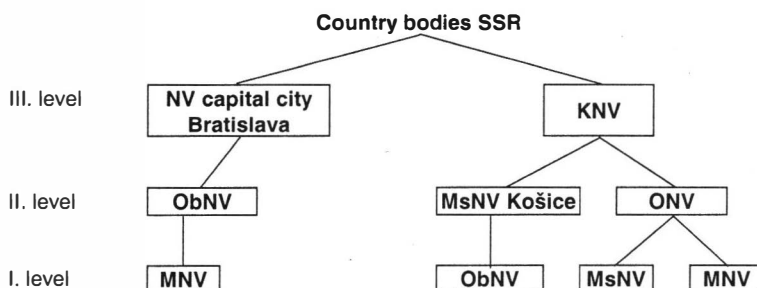 Country bodies SSR
III. level
NV capital city
Bratislava
KNV
II. level
ObNV
MsNV Košice
ONV
I. level
MNV
ObNV
MsNV
MNV